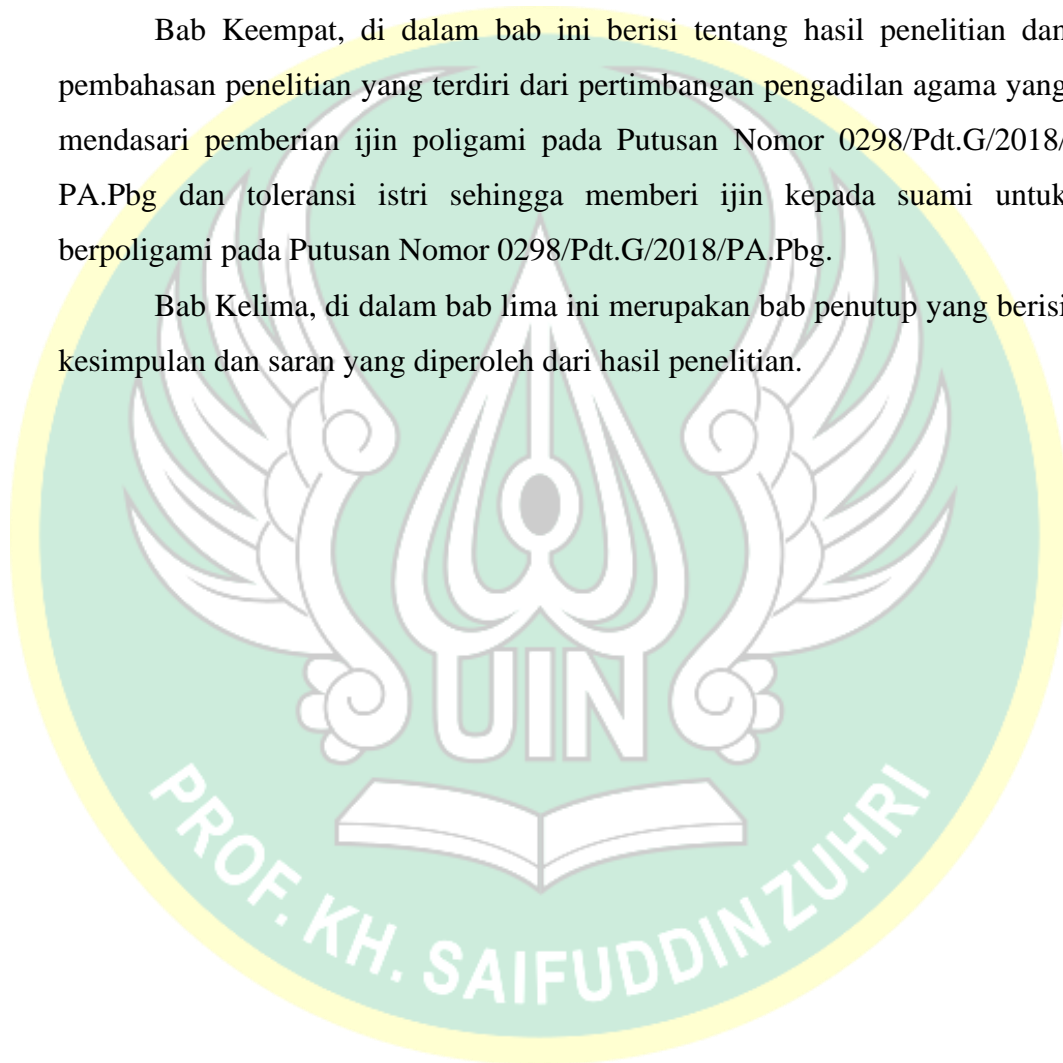 Bab Keempat, di dalam bab ini berisi tentang hasil penelitian dan
pembahasan penelitian yang terdiri dari pertimbangan pengadilan agama yang
mendasari pemberian ijin poligami pada Putusan Nomor 0298/Pdt.G/2018/
PA.Pbg dan toleransi istri sehingga memberi ijin kepada suami untuk
berpoligami pada Putusan Nomor 0298/Pdt.G/2018/PA.Pbg.
Bab Kelima, di dalam bab lima ini merupakan bab penutup yang berisi
kesimpulan dan saran yang diperoleh dari hasil penelitian.
UIN
PROF. KH. SAIFUDDIN ZUHRI